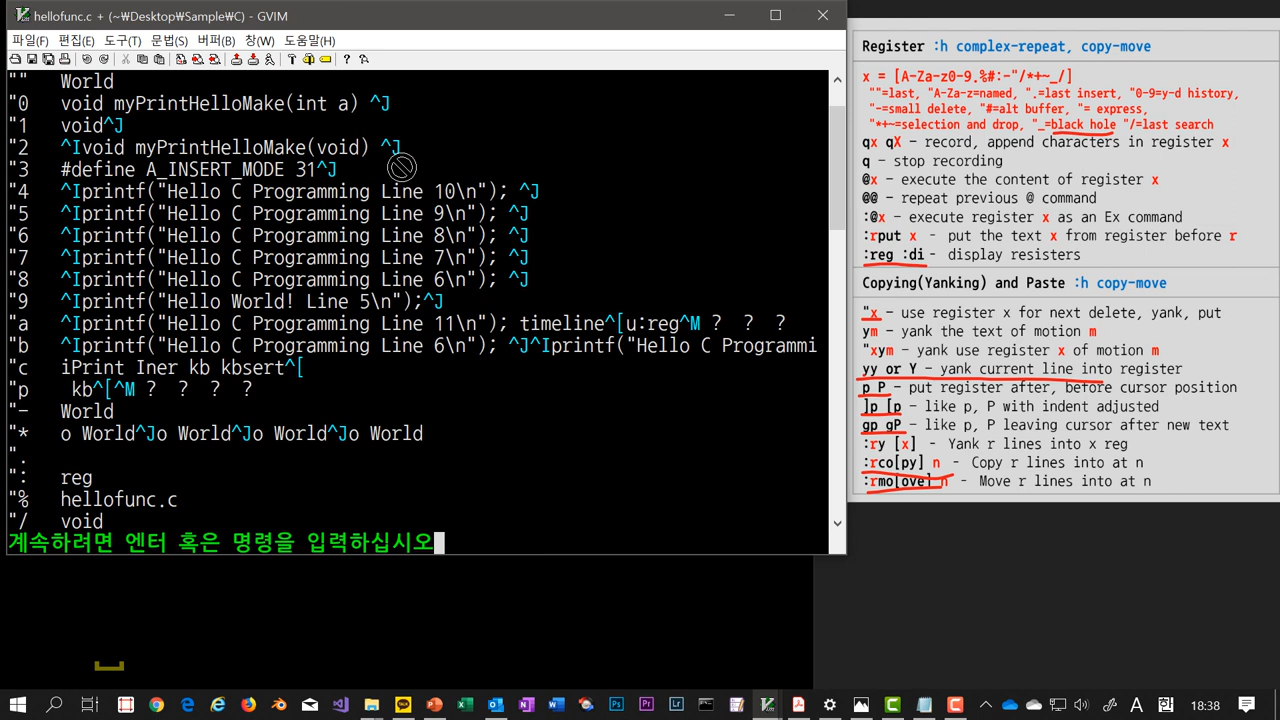 hellofunc.c + (~￦Desktop￦Sample￦C) - GVIM
파일(F) 편집(E) 도구(T) 문법(S) 버퍼(B) 창(W) 도움말(H)
"" World
"0 void myPrintHelloMake(int a) ^J
"1 void^J
"2 ^Ivoid myPrintHelloMake(void) ^J
"3 #define A_INSERT_MODE 31^J
"4 ^Iprintf("Hello C Programming Line 10\n"); ^J
"5 ^Iprintf("Hello C Programming Line 9\n"); ^J
"6 ^Iprintf("Hello C Programming Line 8\n"); ^J
"7 ^Iprintf("Hello C Programming Line 7\n"); ^J
"8 ^Iprintf("Hello C Programming Line 6\n"); ^J
"9 ^Iprintf("Hello World! Line 5\n");^J
"a ^Iprintf("Hello C Programming Line 11\n"); timeline^[u:reg^M ? ? ?
"b ^Iprintf("Hello C Programming Line 6\n"); ^J^Iprintf("Hello C Programmi
"c iPrint Iner kb kbsert^[
"p kb^[^M ? ? ? ?
"- World
"* o World^Jo World^Jo World^Jo World
".
": reg
"% hellofunc.c
"/ void
계속하려면 엔터 혹은 명령을 입력하십시오
Register :h complex-repeat, copy-move
x = [A-Za-z0-9.%#:-"/*+~_/]
""=last, "A-Za-z=named, ".=last insert, "0-9=y-d history,
"-=small delete, "#=alt buffer, "= express,
"*+~=selection and drop, "_=black hole "/=last search
qx qX - record, append characters in register x
q - stop recording
@x - execute the content of register x
@@ - repeat previous @ command
:@x - execute register x as an Ex command
:rput x - put the text x from register before r
:reg :di - display resisters
Copying(Yanking) and Paste :h copy-move
"x - use register x for next delete, yank, put
ym - yank the text of motion m
"xym - yank use register x of motion m
yy or Y - yank current line into register
p P - put register after, before cursor position
]p [p - like p, P with indent adjusted
gp gP - like p, P leaving cursor after new text
:ry [x] - Yank r lines into x reg
:rco[py] n - Copy r lines into at n
:rmo[ove] n - Move r lines into at n
A
18:38